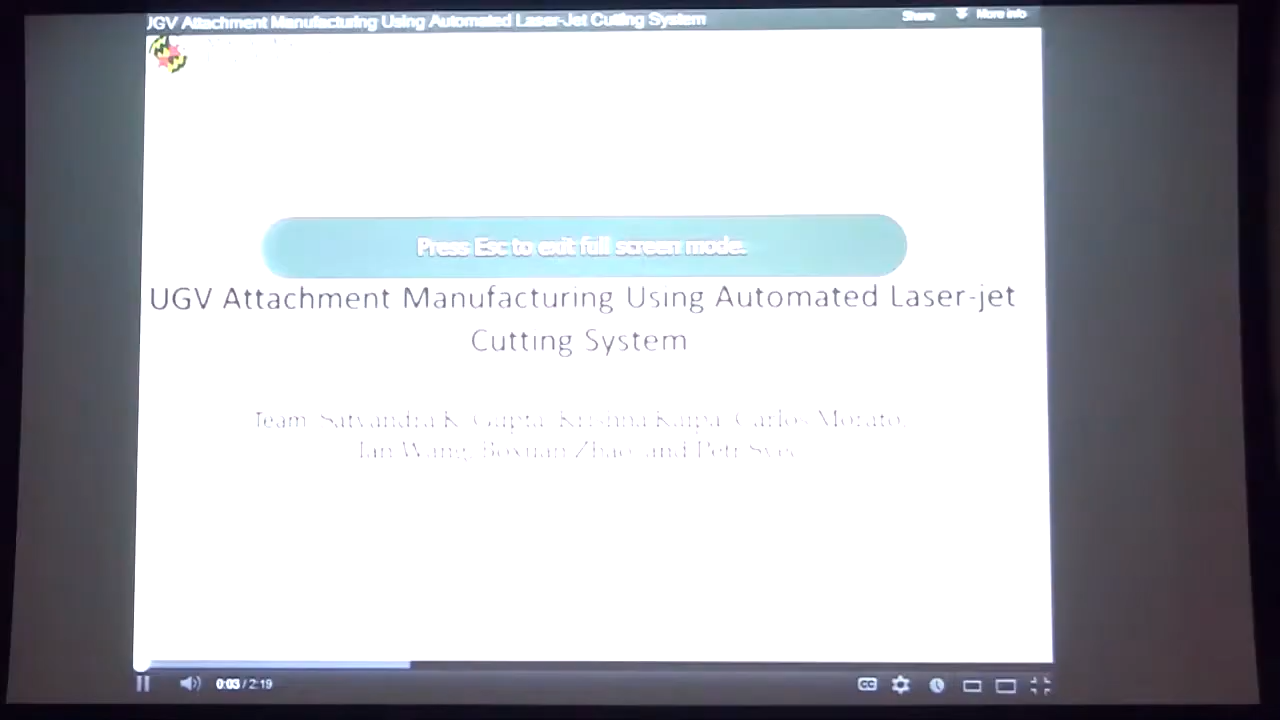 UGV Attachment Manufacturing Using Automated Laser-Jet Cutting System
Share More info
Press Esc to exit full screen mode.
UGV Attachment Manufacturing Using Automated Laser-jet
Cutting System
Team: Satyandra K. Gupta, Krishna Kaipa, Carlos Morato,
Ian Wang, Boxuan Zhao, and Petr Svec
0:03 / 2:19
CC